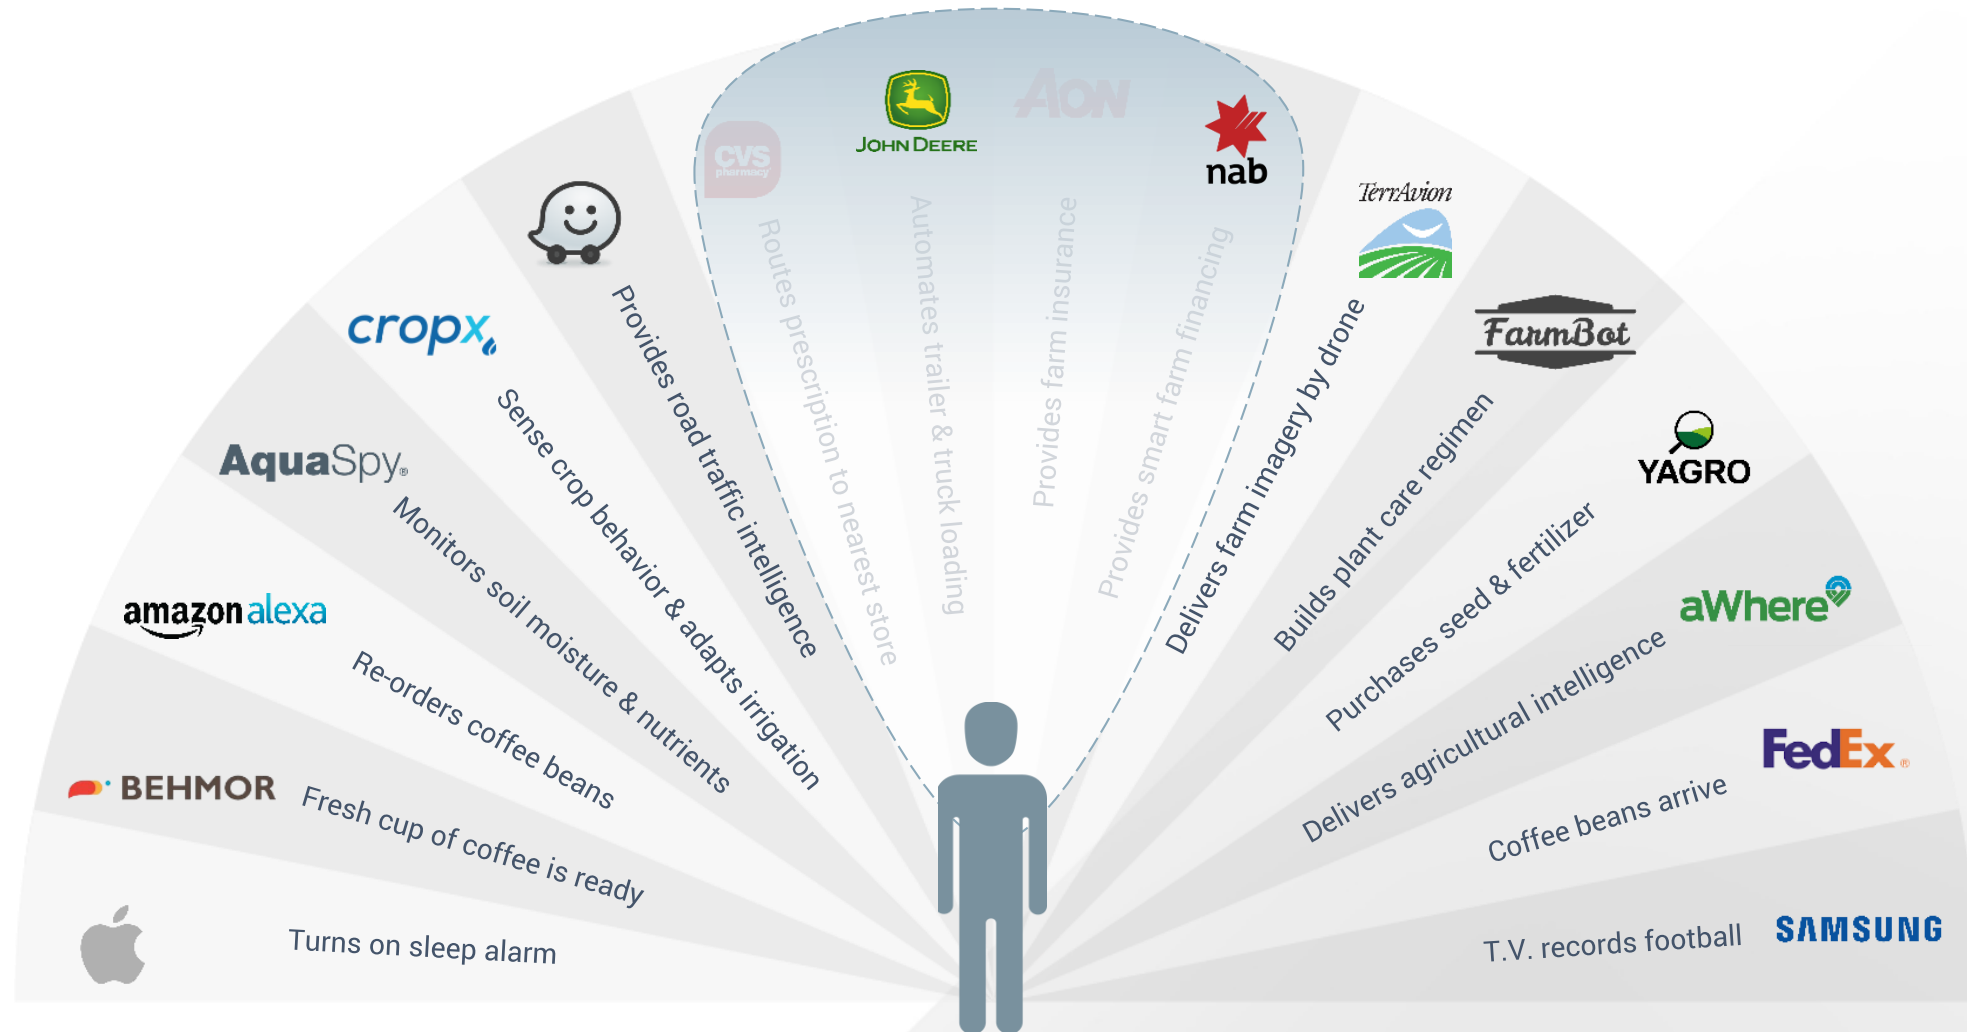 Turns on sleep alarm
BEHMOR
Fresh cup of coffee is ready
amazon alexa
Re-orders coffee beans
AquaSpy®
Monitors soil moisture & nutrients
cropx
Sense crop behavior & adapts irrigation
Provides road traffic intelligence
CVS
pharmacy
Routes prescription to nearest store
JOHN DEERE
Automates trailer & truck loading
AON
Provides farm insurance
nab
Provides smart farm financing
TerrAvion
Delivers farm imagery by drone
FarmBot
Builds plant care regimen
YAGRO
Purchases seed & fertilizer
aWhere
Delivers agricultural intelligence
FedEx®
Coffee beans arrive
SAMSUNG
T.V. records football